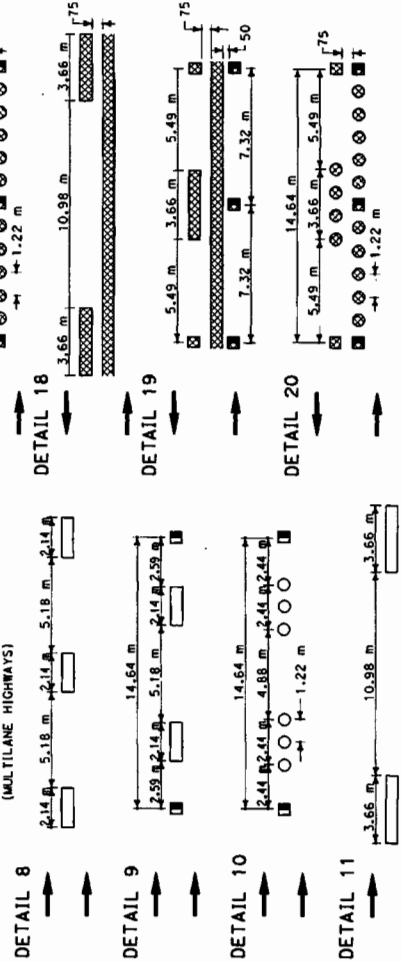 (MULTILANE HIGHWAYS)
DETAIL 8
2.14 m 5.18 m 2.14 m 5.18 m 2.14 m
DETAIL 9
14.64 m
2.59 m 2.14 m 5.18 m 2.14 m 2.59 m
DETAIL 10
14.64 m
2.44 m 2.44 m 4.88 m 2.44 m 2.44 m
1.22 m
DETAIL 11
3.66 m 10.98 m 3.66 m
1.22 m
DETAIL 18
3.66 m 10.98 m 3.66 m
75
DETAIL 19
5.49 m 3.66 m 5.49 m
75
50
7.32 m 7.32 m
DETAIL 20
14.64 m
5.49 m 3.66 m 5.49 m
75
1.22 m